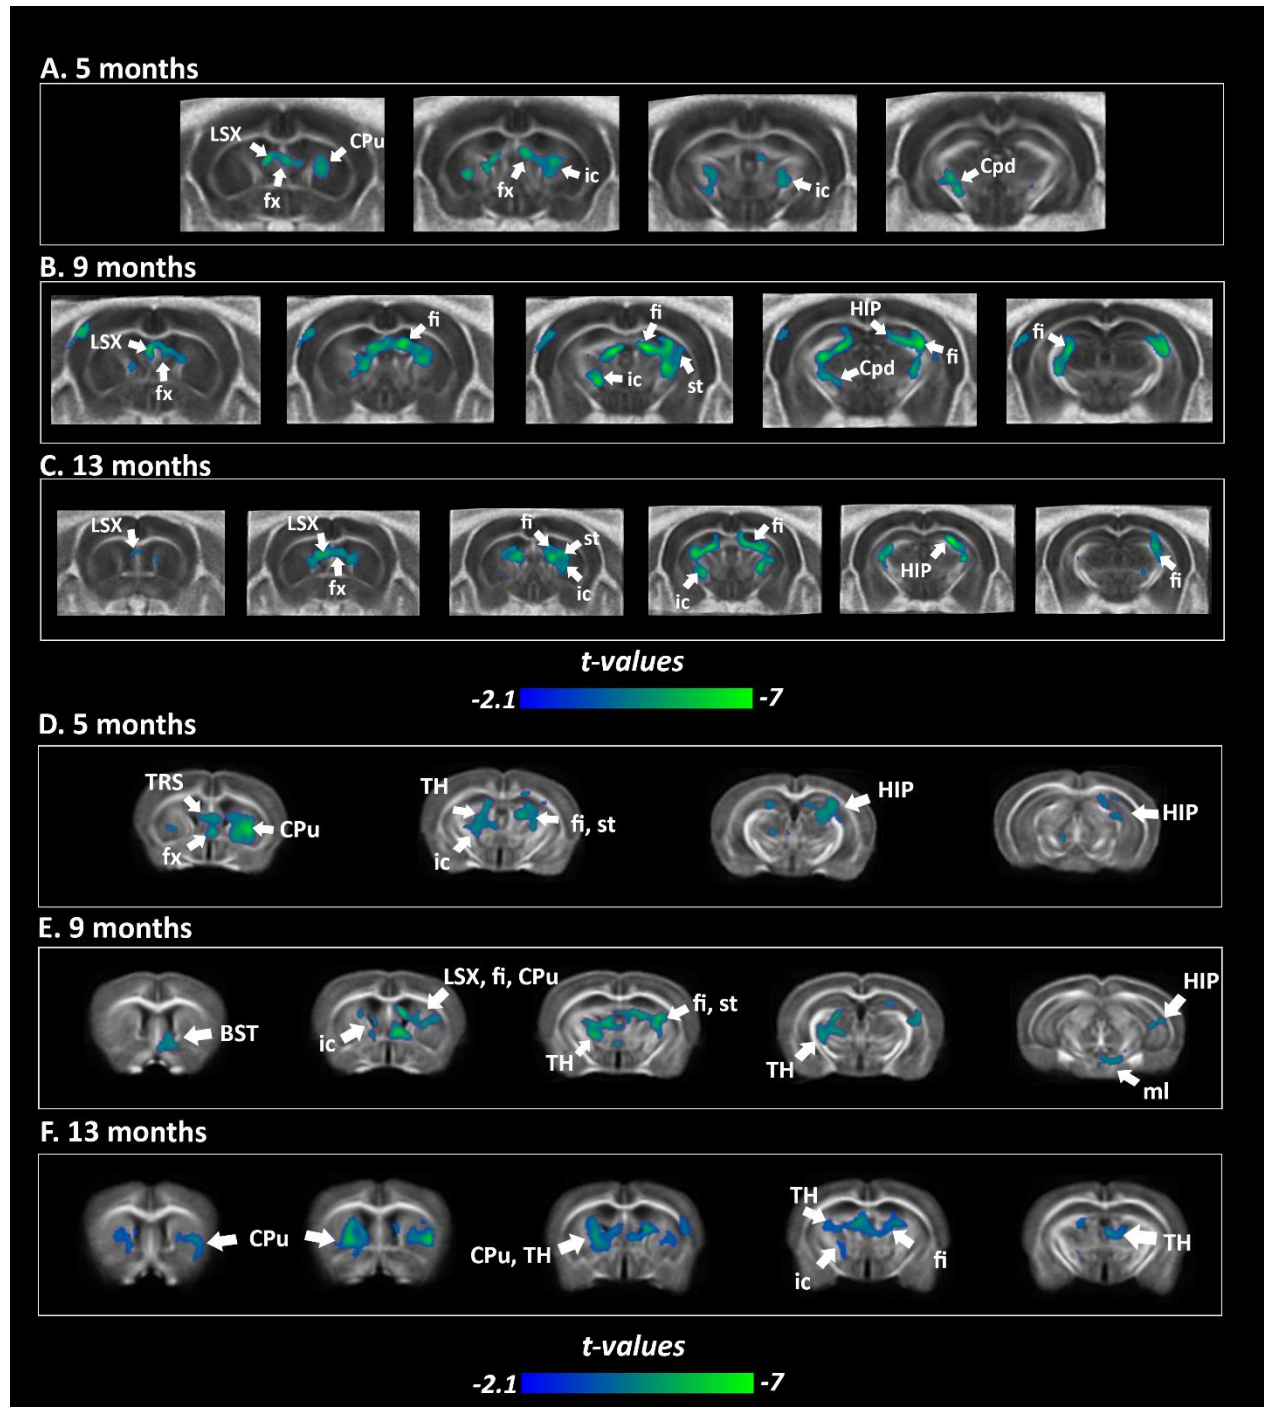 A. 5 months
LSX
CPu
fx
fx
ic
ic
Cpd
B. 9 months
LSX
fx
fi
fi
ic
st
HIP
Cpd
fi
fi
C. 13 months
LSX
LSX
fx
fi
st
ic
fi
ic
HIP
fi
t-values
-2.1 -7
D. 5 months
TRS
CPu
fx
TH
ic
fi, st
HIP
HIP
E. 9 months
BST
LSX, fi, CPu
ic
fi, st
TH
TH
HIP
ml
F. 13 months
CPu
CPu, TH
TH
ic
fi
TH
t-values
-2.1 -7